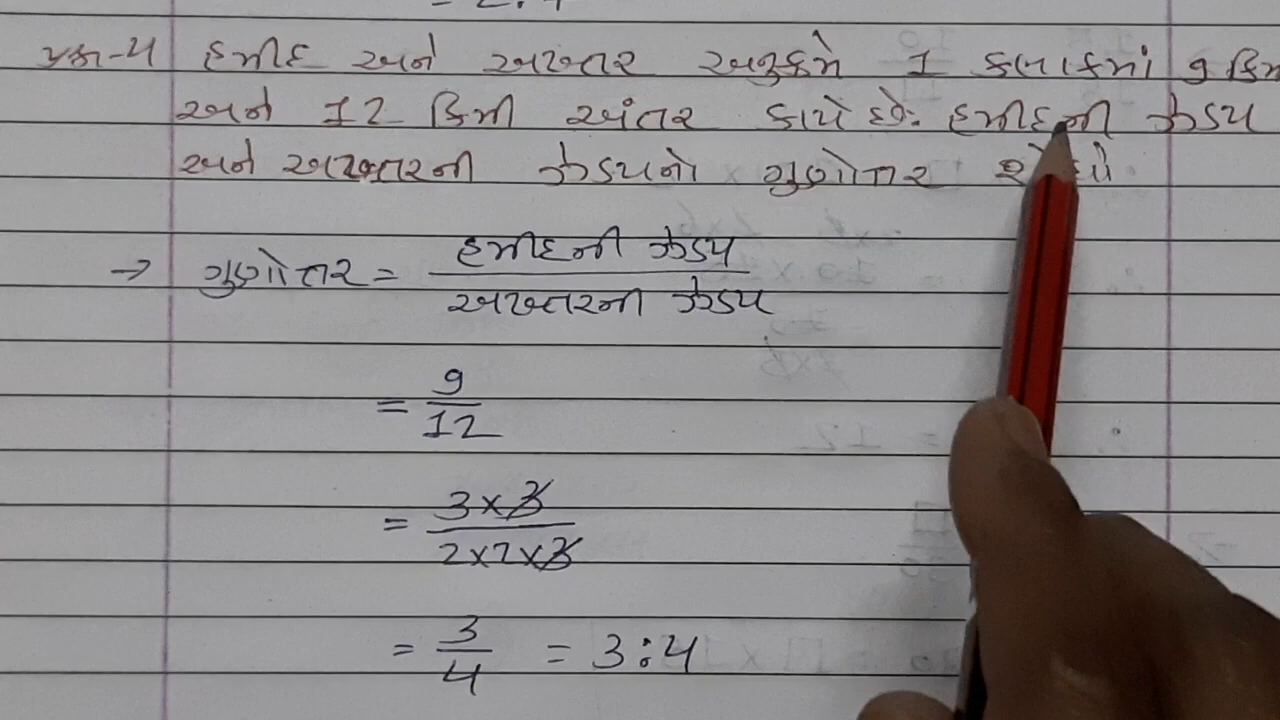 = 2:
પ્રશ્ન-૫ હમીદ અને અખ્તર અનુક્રમે 1 કલાકમાં 9 કિમ
અને 12 કિમી અંતર કાપે છે. હમીદની ઝડપ
અને અખ્તરની ઝડપનો ગુણોત્તર શોધો
→ ગુણોત્તર = હમીદની ઝડપ
અખ્તરની ઝડપ
= 9
12
= 3 × 3
2 × 2 × 3
= 3 = 3:4
4